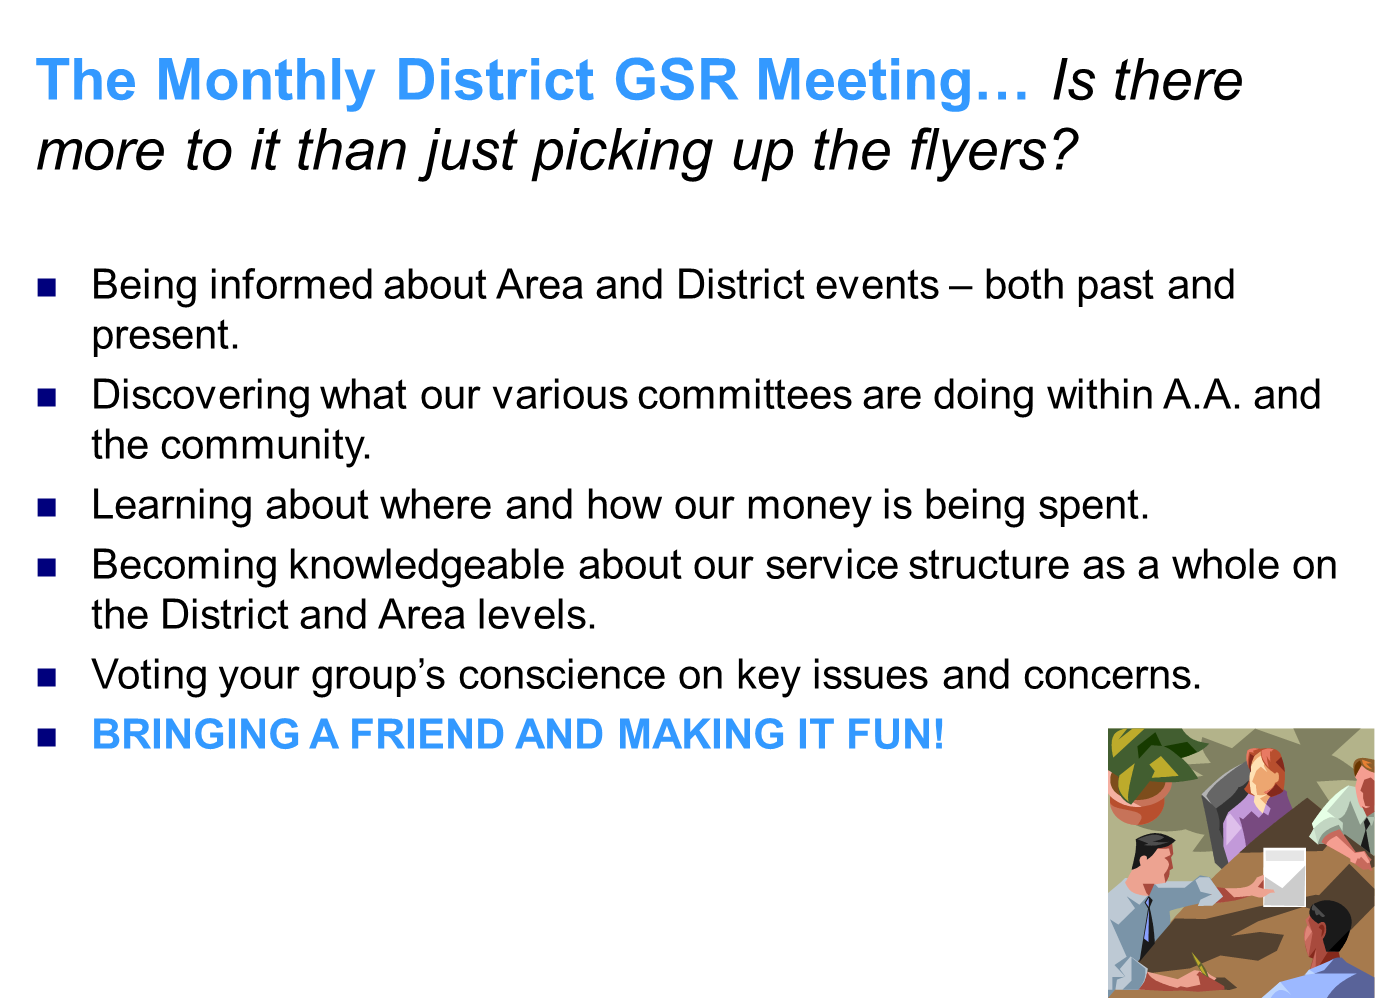 The Monthly District GSR Meeting… Is there
more to it than just picking up the flyers?
Being informed about Area and District events – both past and
present.
Discovering what our various committees are doing within A.A. and
the community.
Learning about where and how our money is being spent.
Becoming knowledgeable about our service structure as a whole on
the District and Area levels.
Voting your group’s conscience on key issues and concerns.
BRINGING A FRIEND AND MAKING IT FUN!